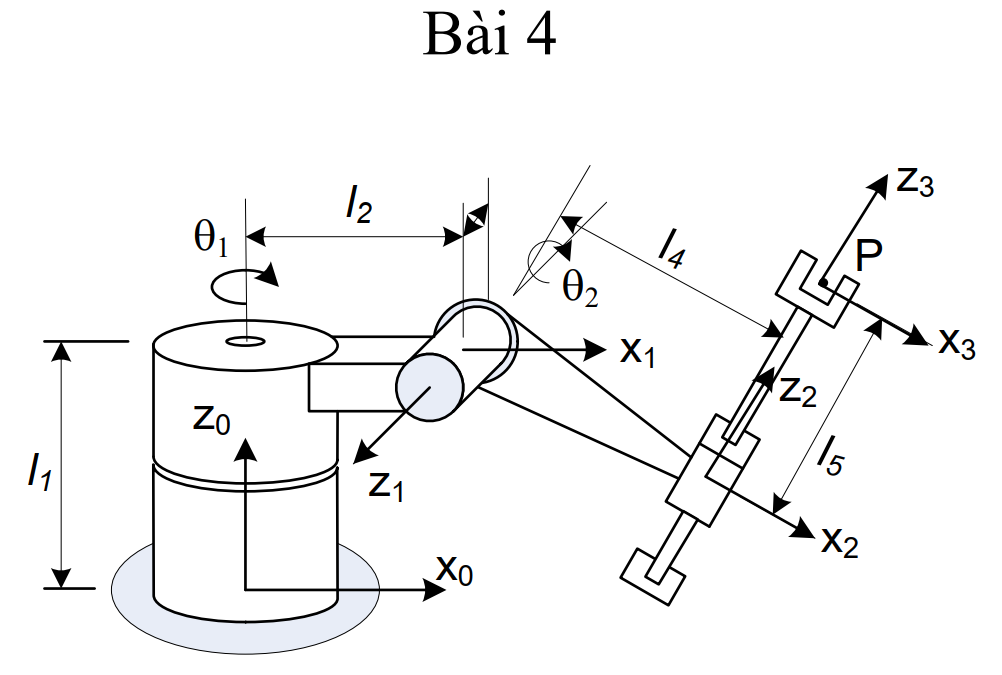 Bài 4
z₃
l₂
θ₁
l₄
P
θ₂
x₁
x₃
z₂
z₀
l₁
z₁
l₅
x₂
x₀